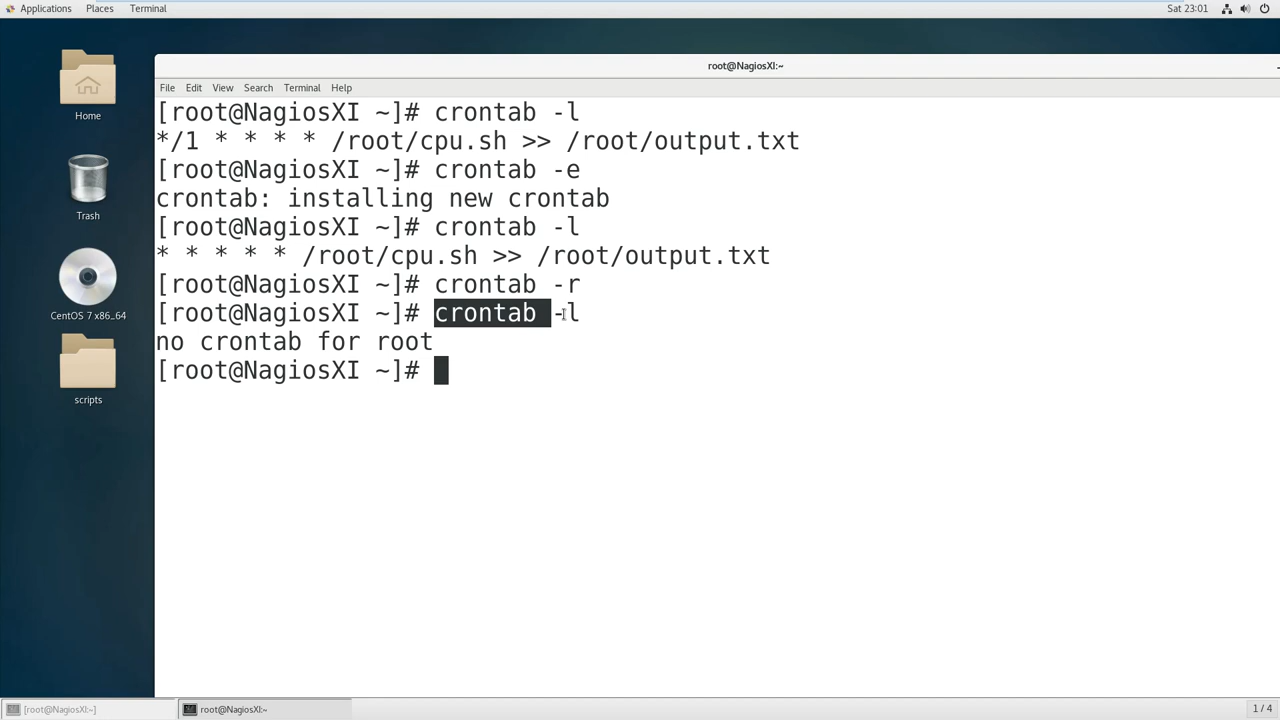 Applications Places Terminal Sat 23:01
root@NagiosXI:~
File Edit View Search Terminal Help
[root@NagiosXI ~]# crontab -l
*/1 * * * * /root/cpu.sh >> /root/output.txt
[root@NagiosXI ~]# crontab -e
crontab: installing new crontab
[root@NagiosXI ~]# crontab -l
* * * * * /root/cpu.sh >> /root/output.txt
[root@NagiosXI ~]# crontab -r
[root@NagiosXI ~]# crontab -l
no crontab for root
[root@NagiosXI ~]#
Home
Trash
CentOS 7 x86_64
scripts
[root@NagiosXI:~] root@NagiosXI:~ 1 / 4